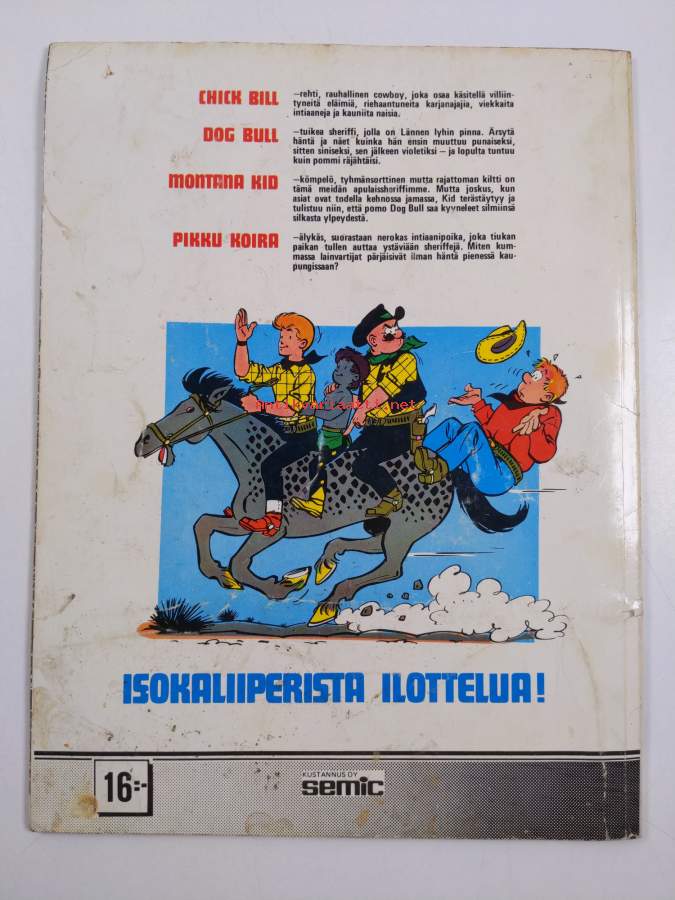 CHICK BILL
—rehti, rauhallinen cowboy, joka osaa käsitellä villiin-
tyneitä eläimiä, riehaantuneita karjanajajia, viekkaita
intiaaneja ja kauniita naisia.
DOG BULL
—tuikea sheriffi, jolla on Lännen lyhin pinna. Ärsytä
häntä ja näet kuinka hän ensin muuttuu punaiseksi,
sitten siniseksi, sen jälkeen violetiksi — ja lopulta tuntuu
kuin pommi räjähtäisi.
MONTANA KID
—kömpelö, tyhmänsorttinen mutta rajattoman kiltti on
tämä meidän apulaissheriffimme. Mutta joskus, kun
asiat ovat todella kehnossa jamassa, Kid terästäytyy ja
tulistuu niin, että pomo Dog Bull saa kyyneleet silmiinsä
silkasta ylpeydestä.
PIKKU KOIRA
—älykäs, suorastaan nerokas intiaanipoika, joka tiukan
paikan tullen auttaa ystäviään sheriffejä. Miten kum-
massa lainvartijat pärjäisivät ilman häntä pienessä kau-
pungissaan?
antikvariaatti.net
ISOKALIIPERISTA ILOTTELUA!
16:-
KUSTANNUS OY
semic